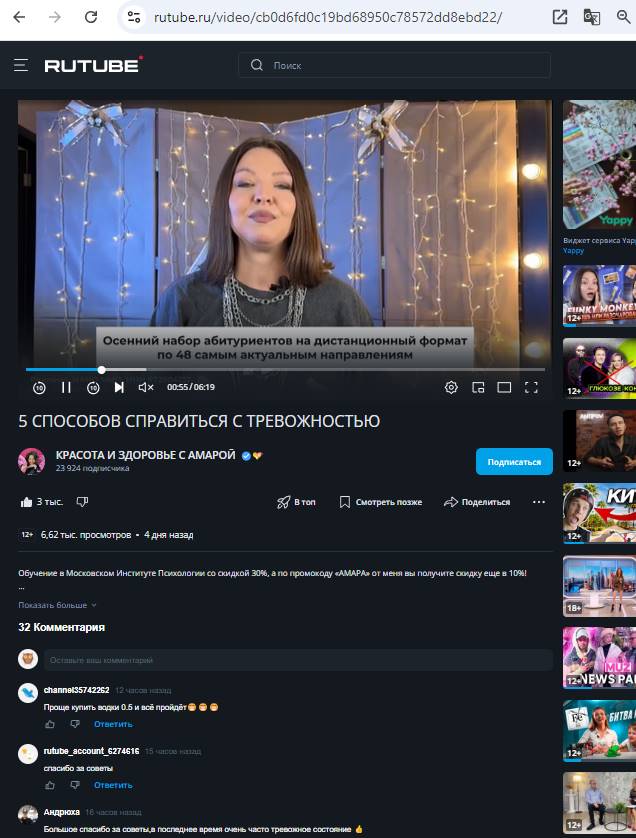 rutube.ru/video/cb0d6fd0c19bd68950c78572dd8ebd22/
RUTUBE
Поиск
Осенний набор абитуриентов на дистанционный формат
по 48 самым актуальным направлениям
00:55 / 06:19
5 СПОСОБОВ СПРАВИТЬСЯ С ТРЕВОЖНОСТЬЮ
КРАСОТА И ЗДОРОВЬЕ С АМАРОЙ
23 924 подписчика
Подписаться
3 тыс.
В топ
Смотреть позже
Поделиться
12+ 6,62 тыс. просмотров • 4 дня назад
Обучение в Московском Институте Психологии со скидкой 30%, а по промокоду «АМАРА» от меня вы получите скидку еще в 10%!
...
Показать больше
32 Комментария
Оставьте ваш комментарий
channel35742262 12 часов назад
Проще купить водки 0.5 и всё пройдёт
Ответить
rutube_account_6274616 15 часов назад
спасибо за советы
Ответить
Андрюха 16 часов назад
Большое спасибо за советы,в последнее время очень часто тревожное состояние
Yappy
Виджет сервиса Yap
Yappy
FUNKY MONKEY
12+
ГЛЮКОЗЕ КОН
12+
12+
КИТ
12+
18+
MUZ
NEWS РА
12+
БИТВА
12+
12+